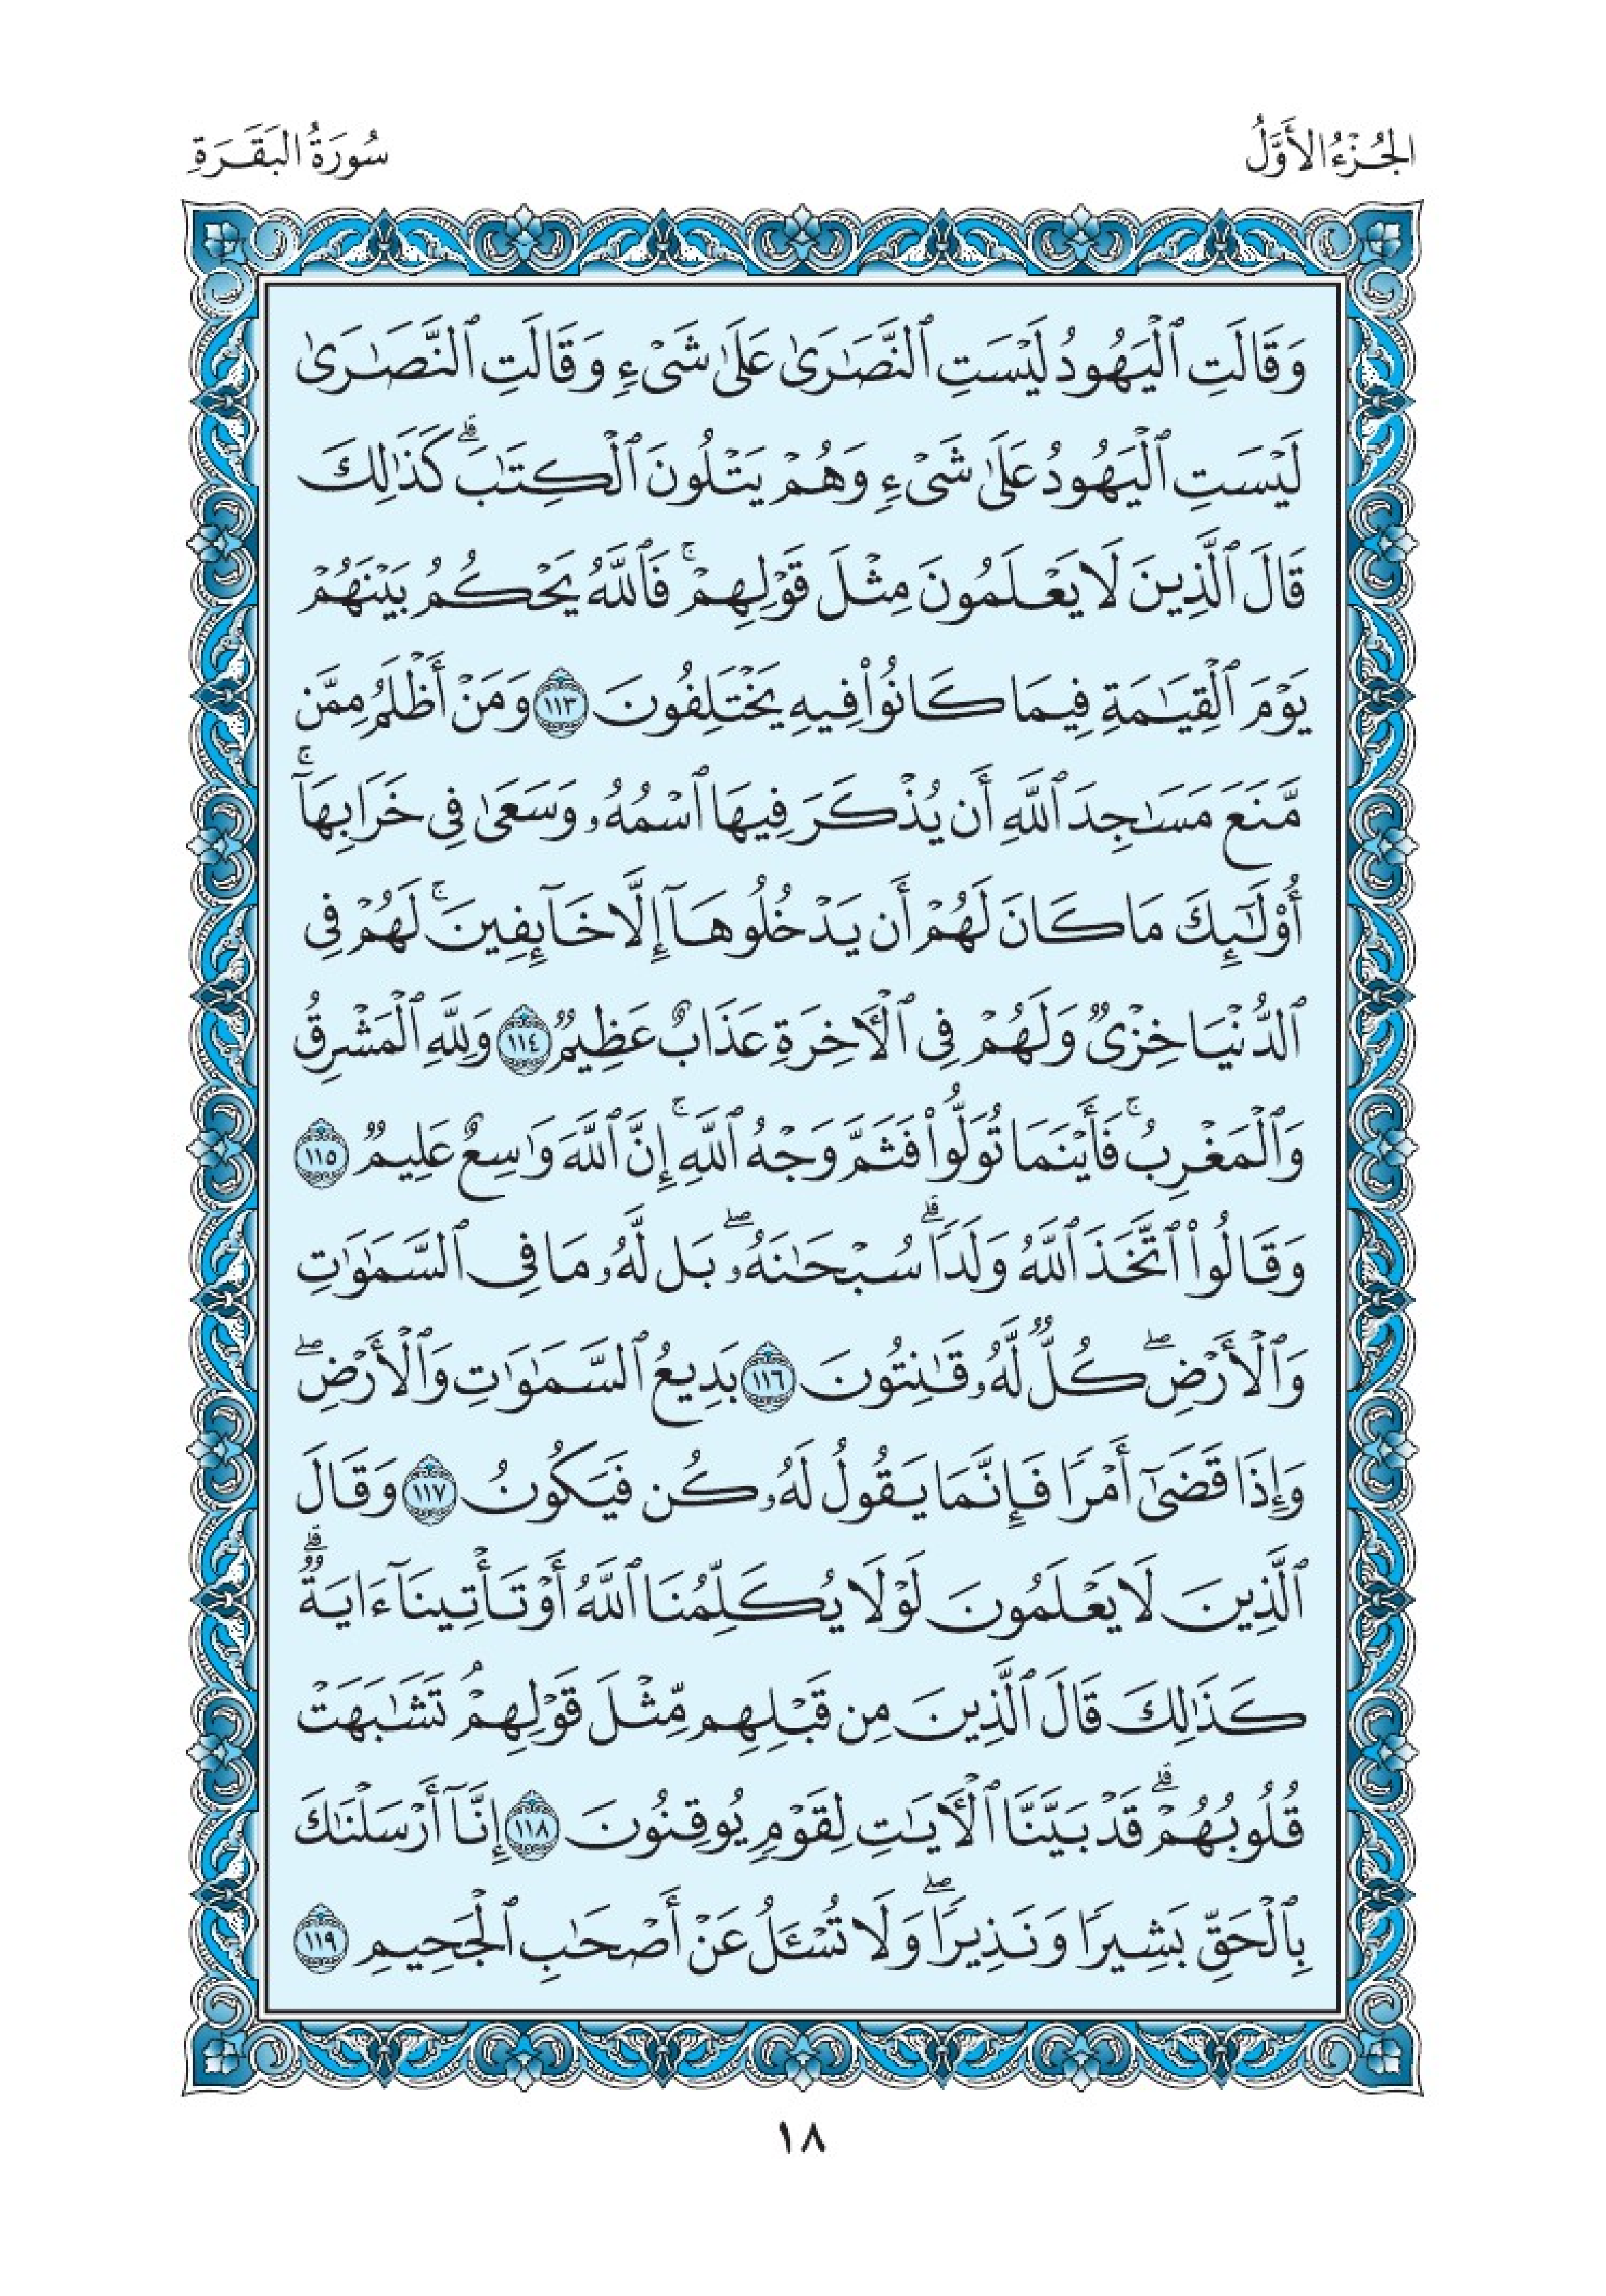 الجُزْءُ الأَوَّلُ
سُورَةُ البَقَرَةِ
وَقَالَتِ ٱلْيَهُودُ لَيْسَتِ ٱلنَّصَٰرَىٰ عَلَىٰ شَىْءٍ وَقَالَتِ ٱلنَّصَٰرَىٰ
لَيْسَتِ ٱلْيَهُودُ عَلَىٰ شَىْءٍ وَهُمْ يَتْلُونَ ٱلْكِتَٰبَ ۗ كَذَٰلِكَ
قَالَ ٱلَّذِينَ لَا يَعْلَمُونَ مِثْلَ قَوْلِهِمْ ۚ فَٱللَّهُ يَحْكُمُ بَيْنَهُمْ
يَوْمَ ٱلْقِيَٰمَةِ فِيمَا كَانُوا۟ فِيهِ يَخْتَلِفُونَ ١١٣ وَمَنْ أَظْلَمُ مِمَّن
مَّنَعَ مَسَٰجِدَ ٱللَّهِ أَن يُذْكَرَ فِيهَا ٱسْمُهُۥ وَسَعَىٰ فِى خَرَابِهَآ ۚ
أُو۟لَٰٓئِكَ مَا كَانَ لَهُمْ أَن يَدْخُلُوهَآ إِلَّا خَآئِفِينَ ۚ لَهُمْ فِى
ٱلدُّنْيَا خِزْىٌ وَلَهُمْ فِى ٱلْأَخِرَةِ عَذَابٌ عَظِيمٌ ١١٤ وَلِلَّهِ ٱلْمَشْرِقُ
وَٱلْمَغْرِبُ ۚ فَأَيْنَمَا تُوَلُّوا۟ فَثَمَّ وَجْهُ ٱللَّهِ ۚ إِنَّ ٱللَّهَ وَٰسِعٌ عَلِيمٌ ١١٥
وَقَالُوا۟ ٱتَّخَذَ ٱللَّهُ وَلَدًا ۗ سُبْحَٰنَهُۥ ۖ بَل لَّهُۥ مَا فِى ٱلسَّمَٰوَٰتِ
وَٱلْأَرْضِ ۖ كُلٌّ لَّهُۥ قَٰنِتُونَ ١١٦ بَدِيعُ ٱلسَّمَٰوَٰتِ وَٱلْأَرْضِ ۖ
وَإِذَا قَضَىٰٓ أَمْرًا فَإِنَّمَا يَقُولُ لَهُۥ كُن فَيَكُونُ ١١٧ وَقَالَ
ٱلَّذِينَ لَا يَعْلَمُونَ لَوْلَا يُكَلِّمُنَا ٱللَّهُ أَوْ تَأْتِينَآ ءَايَةٌ ۗ
كَذَٰلِكَ قَالَ ٱلَّذِينَ مِن قَبْلِهِم مِّثْلَ قَوْلِهِمْ ۘ تَشَٰبَهَتْ
قُلُوبُهُمْ ۗ قَدْ بَيَّنَّا ٱلْأَيَٰتِ لِقَوْمٍ يُوقِنُونَ ١١٨ إِنَّآ أَرْسَلْنَٰكَ
بِٱلْحَقِّ بَشِيرًا وَنَذِيرًا ۖ وَلَا تُسْـَٔلُ عَنْ أَصْحَٰبِ ٱلْجَحِيمِ ١١٩
١٨